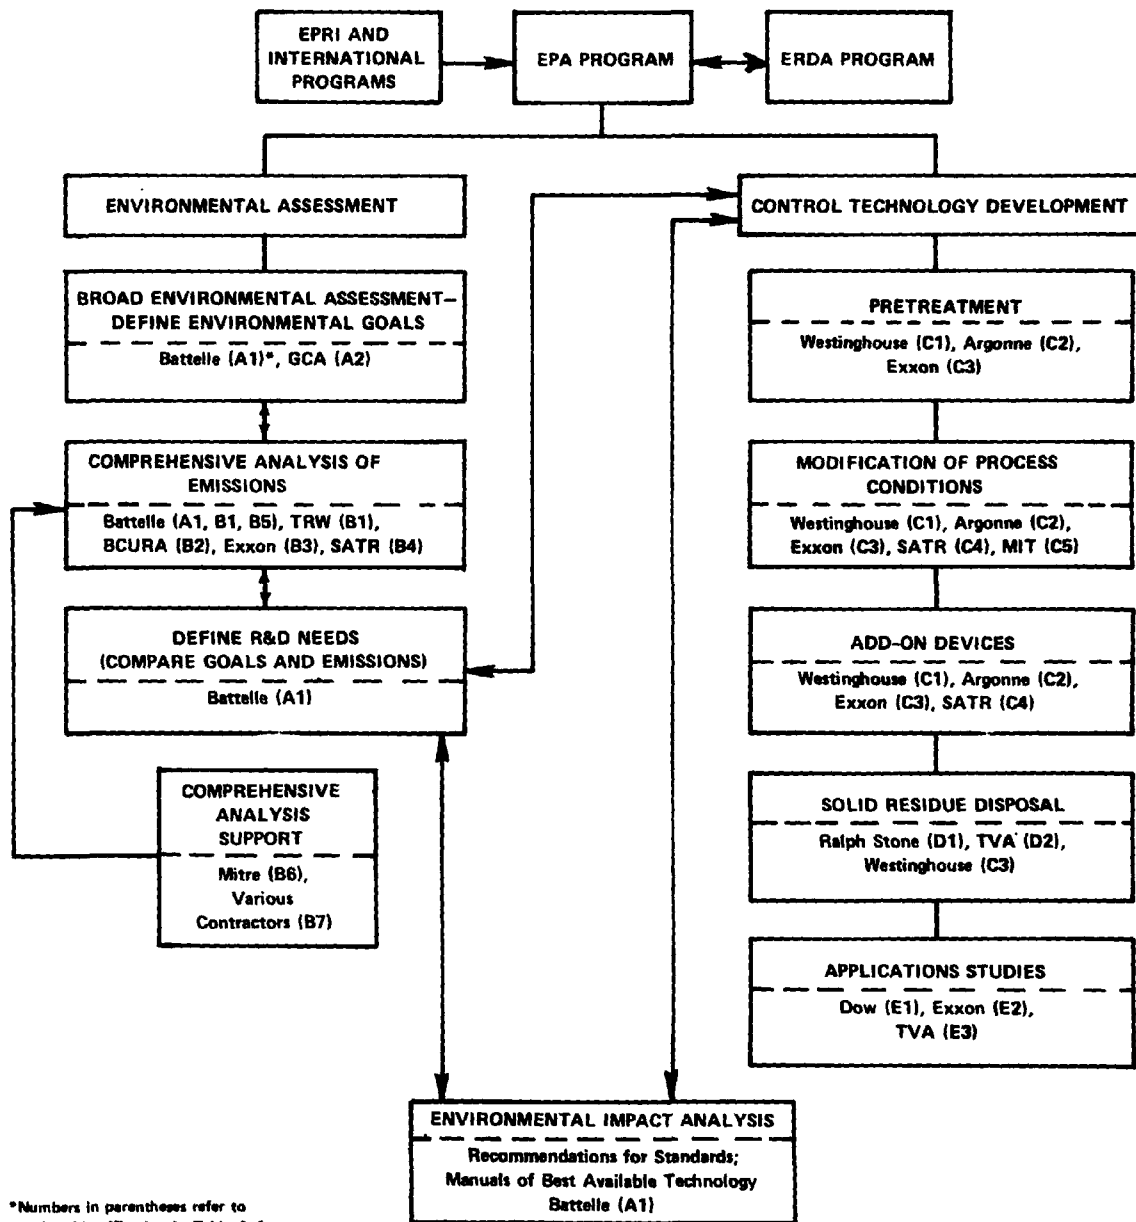 EPRI AND
INTERNATIONAL
PROGRAMS
EPA PROGRAM
ERDA PROGRAM
ENVIRONMENTAL ASSESSMENT
CONTROL TECHNOLOGY DEVELOPMENT
BROAD ENVIRONMENTAL ASSESSMENT–
DEFINE ENVIRONMENTAL GOALS
Battelle (A1)*, GCA (A2)
COMPREHENSIVE ANALYSIS OF
EMISSIONS
Battelle (A1, B1, B5), TRW (B1),
BCURA (B2), Exxon (B3), SATR (B4)
DEFINE R&D NEEDS
(COMPARE GOALS AND EMISSIONS)
Battelle (A1)
COMPREHENSIVE
ANALYSIS
SUPPORT
Mitre (B6),
Various
Contractors (B7)
PRETREATMENT
Westinghouse (C1), Argonne (C2),
Exxon (C3)
MODIFICATION OF PROCESS
CONDITIONS
Westinghouse (C1), Argonne (C2),
Exxon (C3), SATR (C4), MIT (C5)
ADD-ON DEVICES
Westinghouse (C1), Argonne (C2),
Exxon (C3), SATR (C4)
SOLID RESIDUE DISPOSAL
Ralph Stone (D1), TVA (D2),
Westinghouse (C3)
APPLICATIONS STUDIES
Dow (E1), Exxon (E2),
TVA (E3)
ENVIRONMENTAL IMPACT ANALYSIS
Recommendations for Standards;
Manuals of Best Available Technology
Battelle (A1)
*Numbers in parentheses refer to